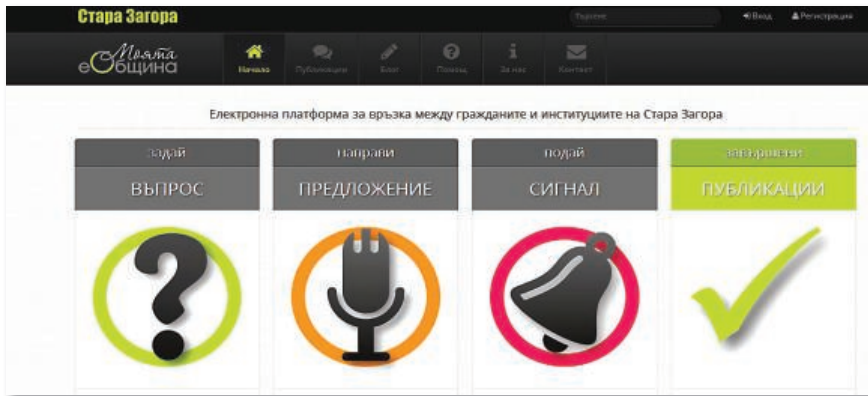 Стара Загора
Търсене
Вход
Регистрация
Моята
еОбщина
Начало
Публикации
Блог
Помощ
За нас
Контакт
Електронна платформа за връзка между гражданите и институциите на Стара Загора
задай
ВЪПРОС
направи
ПРЕДЛОЖЕНИЕ
подай
СИГНАЛ
завършени
ПУБЛИКАЦИИ